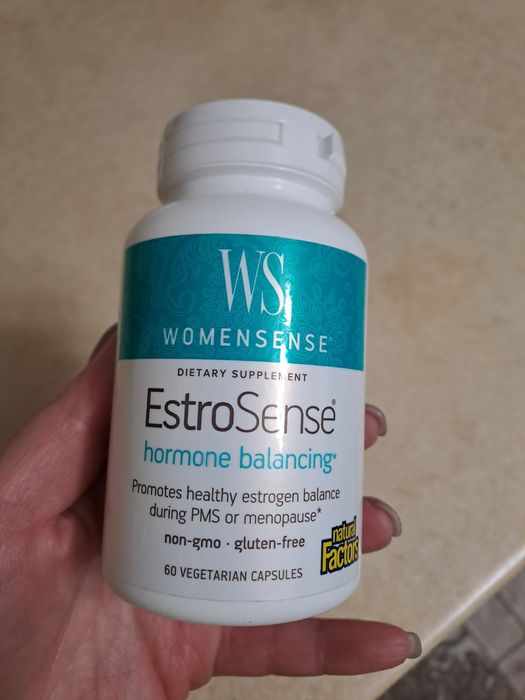 WS
WOMENSENSE®
DIETARY SUPPLEMENT
EstroSense®
hormone balancing*
Promotes healthy estrogen balance
during PMS or menopause*
non-gmo · gluten-free
natural
Factors
60 VEGETARIAN CAPSULES